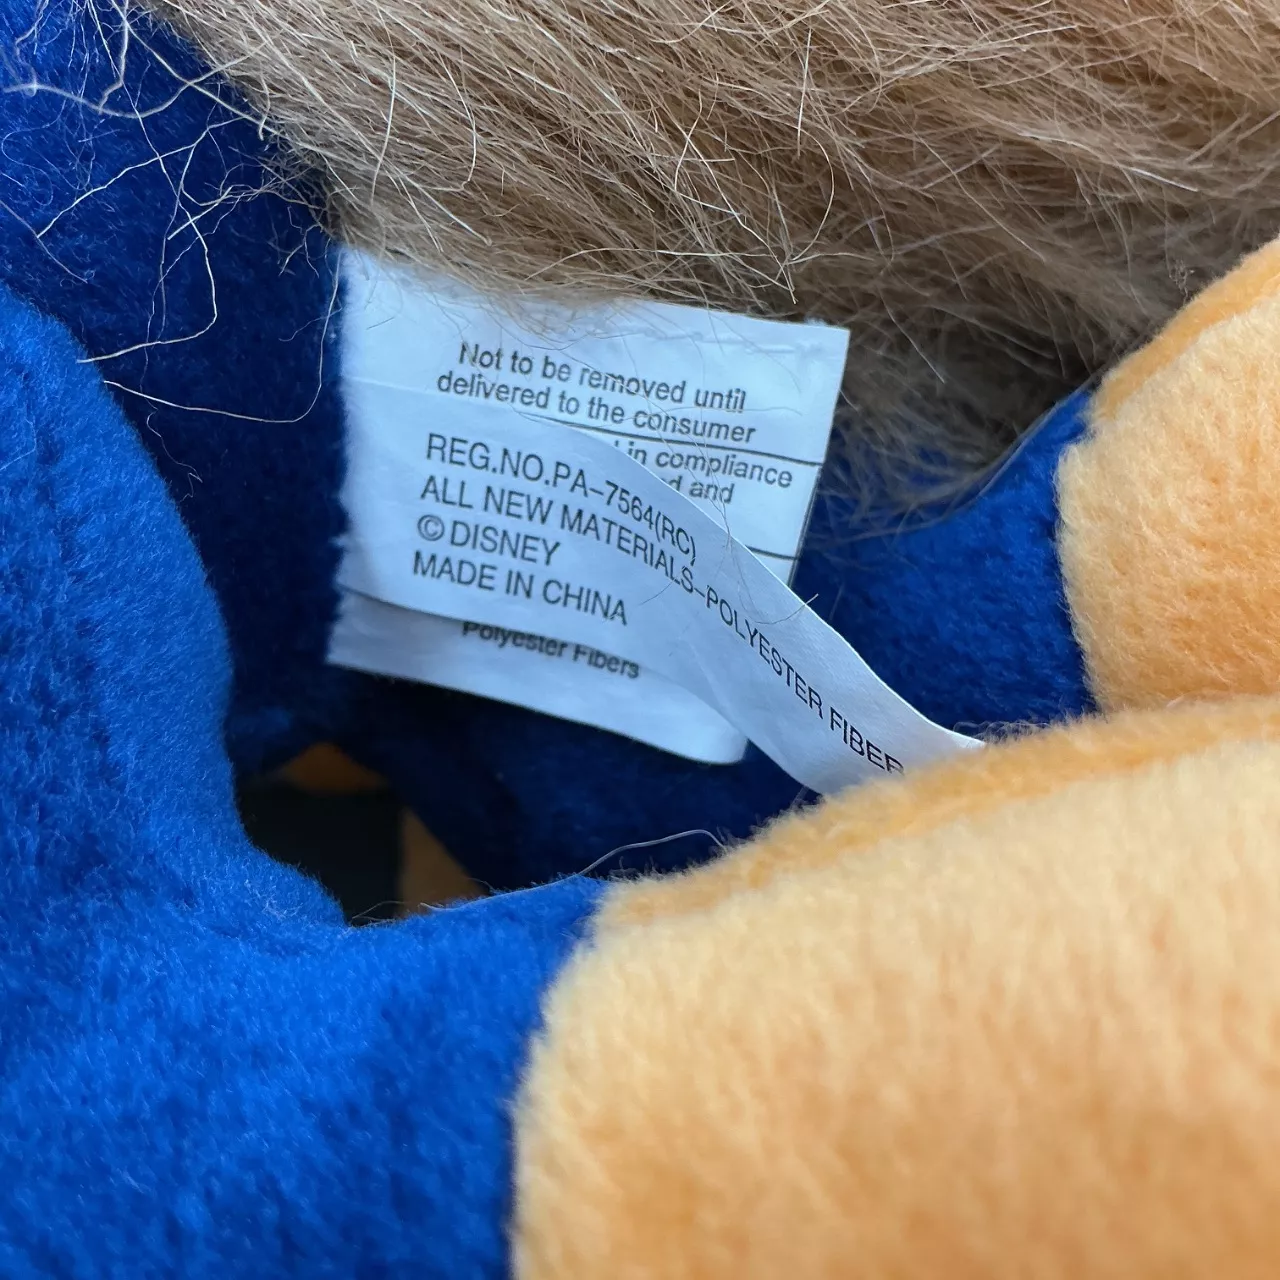 Not to be removed until
delivered to the consumer
in compliance
and
REG.NO.PA-7564(RC)
ALL NEW MATERIALS-POLYESTER FIBER
©DISNEY
MADE IN CHINA
Polyester Fibers